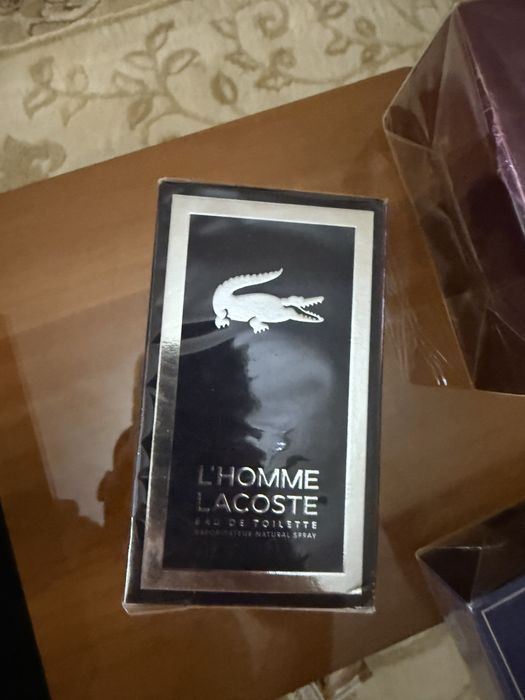 L'HOMME
LACOSTE
EAU DE TOILETTE
VAPORISATEUR NATURAL SPRAY